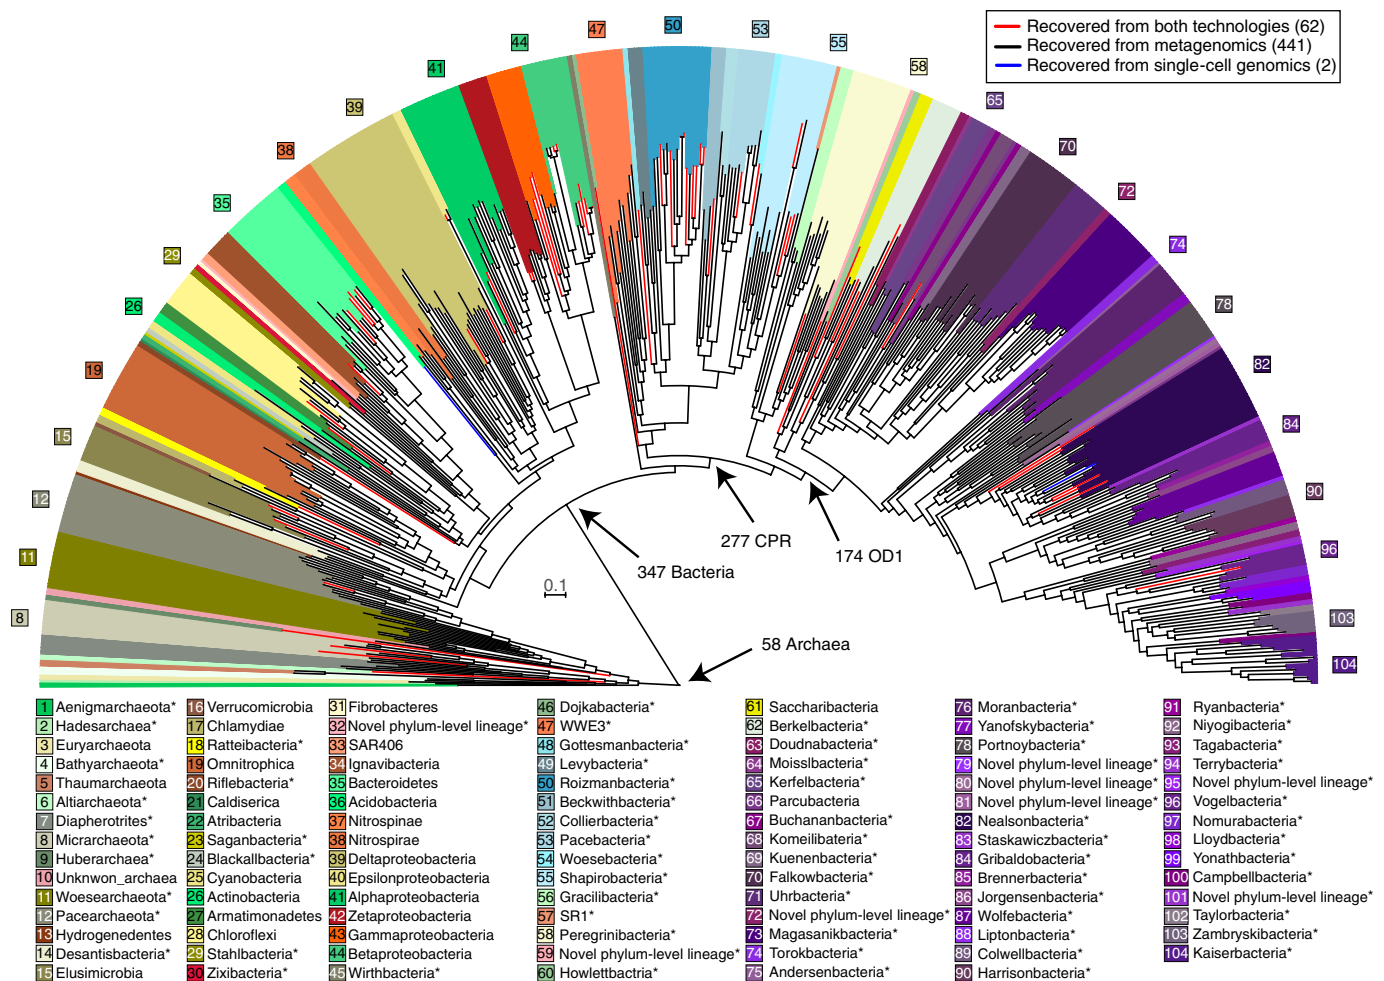 Recovered from both technologies (62)
Recovered from metagenomics (441)
Recovered from single-cell genomics (2)
50
47
53
44
55
41
58
39
65
38
70
35
72
29
74
26
78
19
82
15
84
12
90
11
96
8
103
104
277 CPR
174 OD1
347 Bacteria
0.1
58 Archaea
1 Aenigmarchaeota*
2 Hadesarchaea*
3 Euryarchaeota
4 Bathyarchaeota*
5 Thaumarchaeota
6 Altiarchaeota*
7 Diapherotrites*
8 Micrarchaeota*
9 Huberarchaea*
10 Unknwon_archaea
11 Woesearchaeota*
12 Pacearchaeota*
13 Hydrogenedentes
14 Desantisbacteria*
15 Elusimicrobia
16 Verrucomicrobia
17 Chlamydiae
18 Ratteibacteria*
19 Omnitrophica
20 Riflebacteria*
21 Caldiserica
22 Atribacteria
23 Saganbacteria*
24 Blackallbacteria*
25 Cyanobacteria
26 Actinobacteria
27 Armatimonadetes
28 Chloroflexi
29 Stahlbacteria*
30 Zixibacteria*
31 Fibrobacteres
32 Novel phylum-level lineage*
33 SAR406
34 Ignavibacteria
35 Bacteroidetes
36 Acidobacteria
37 Nitrospinae
38 Nitrospirae
39 Deltaproteobacteria
40 Epsilonproteobacteria
41 Alphaproteobacteria
42 Zetaproteobacteria
43 Gammaproteobacteria
44 Betaproteobacteria
45 Wirthbacteria*
46 Dojkabacteria*
47 WWE3*
48 Gottesmanbacteria*
49 Levybacteria*
50 Roizmanbacteria*
51 Beckwithbacteria*
52 Collierbacteria*
53 Pacebacteria*
54 Woesebacteria*
55 Shapirobacteria*
56 Gracilibacteria*
57 SR1*
58 Peregrinibacteria*
59 Novel phylum-level lineage*
60 Howlettbactria*
61 Saccharibacteria
62 Berkelbacteria*
63 Doudnabacteria*
64 Moisslbacteria*
65 Kerfelbacteria*
66 Parcubacteria
67 Buchananbacteria*
68 Komeilibateria*
69 Kuenenbacteria*
70 Falkowbacteria*
71 Uhrbacteria*
72 Novel phylum-level lineage*
73 Magasanikbacteria*
74 Torokbacteria*
75 Andersenbacteria*
76 Moranbacteria*
77 Yanofskybacteria*
78 Portnoybacteria*
79 Novel phylum-level lineage*
80 Novel phylum-level lineage*
81 Novel phylum-level lineage*
82 Nealsonbacteria*
83 Staskawiczbacteria*
84 Gribaldobacteria*
85 Brennerbacteria*
86 Jorgensenbacteria*
87 Wolfebacteria*
88 Liptonbacteria*
89 Colwellbacteria*
90 Harrisonbacteria*
91 Ryanbacteria*
92 Niyogibacteria*
93 Tagabacteria*
94 Terrybacteria*
95 Novel phylum-level lineage*
96 Vogelbacteria*
97 Nomurabacteria*
98 Lloydbacteria*
99 Yonathbacteria*
100 Campbellbacteria*
101 Novel phylum-level lineage*
102 Taylorbacteria*
103 Zambryskibacteria*
104 Kaiserbacteria*